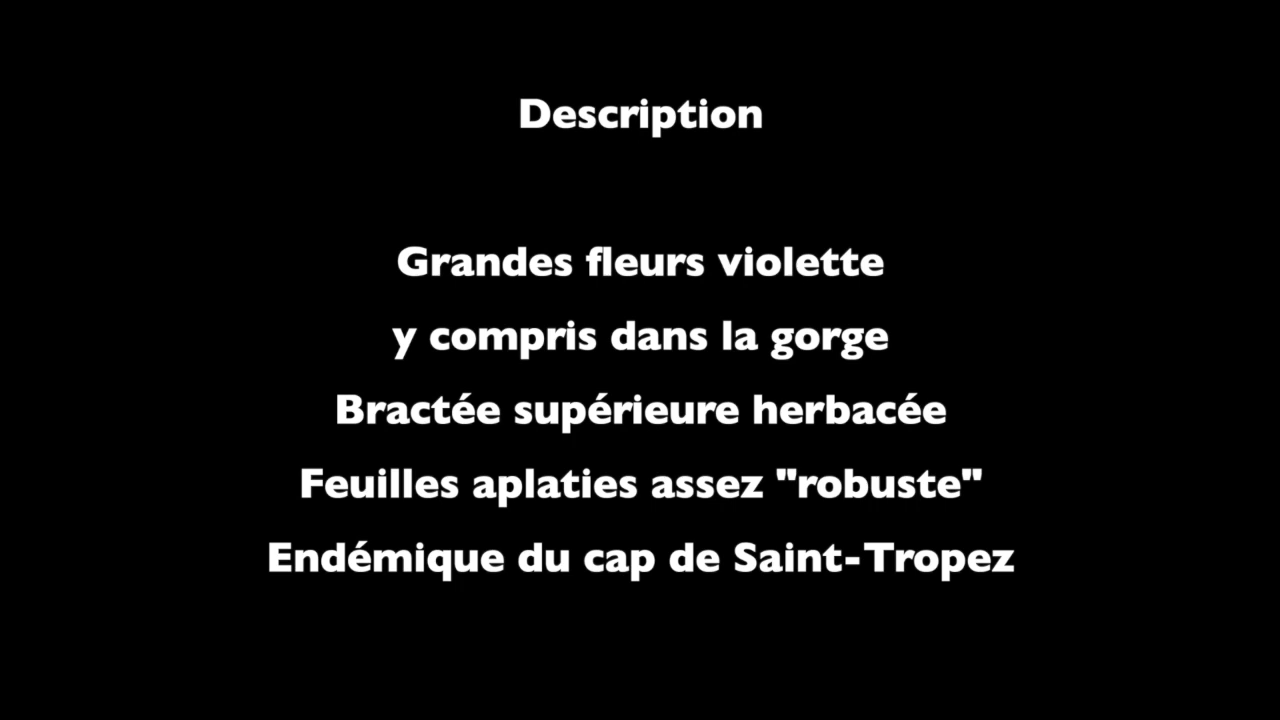 Description
Grandes fleurs violette
y compris dans la gorge
Bractée supérieure herbacée
Feuilles aplaties assez "robuste"
Endémique du cap de Saint-Tropez